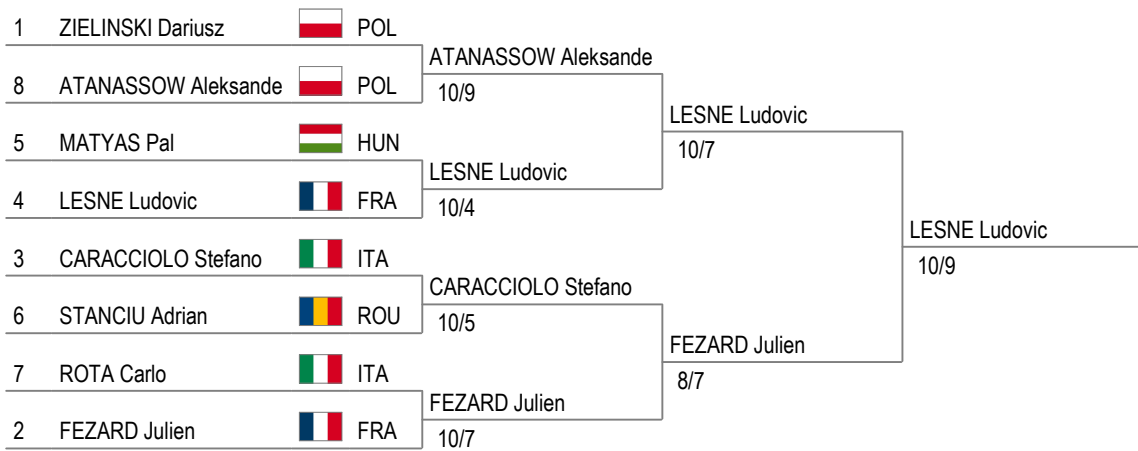 1 ZIELINSKI Dariusz POL
8 ATANASSOW Aleksande POL
5 MATYAS Pal HUN
4 LESNE Ludovic FRA
3 CARACCIOLO Stefano ITA
6 STANCIU Adrian ROU
7 ROTA Carlo ITA
2 FEZARD Julien FRA
ATANASSOW Aleksande
10/9
LESNE Ludovic
10/4
CARACCIOLO Stefano
10/5
FEZARD Julien
10/7
LESNE Ludovic
10/7
FEZARD Julien
8/7
LESNE Ludovic
10/9